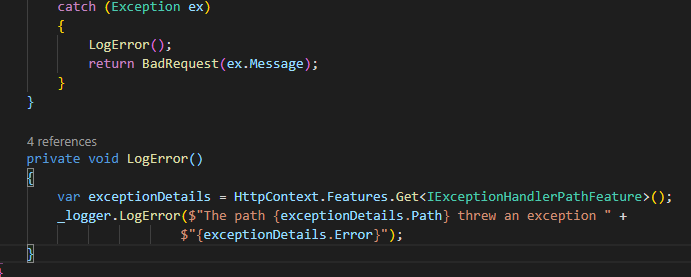 catch (Exception ex)
{
LogError();
return BadRequest(ex.Message);
}
}
4 references
private void LogError()
{
var exceptionDetails = HttpContext.Features.Get<IExceptionHandlerPathFeature>();
_logger.LogError($"The path {exceptionDetails.Path} threw an exception " +
$"{exceptionDetails.Error}");
}